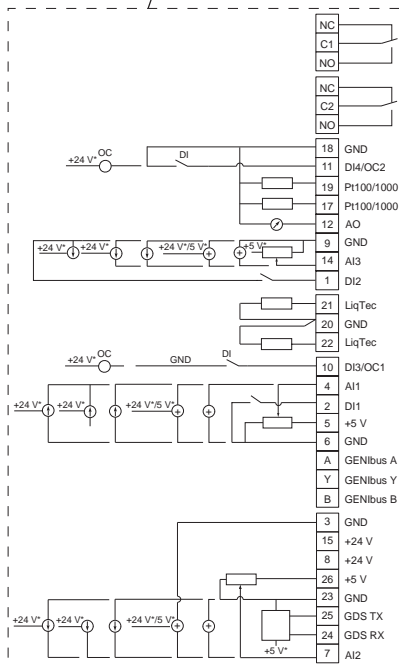 NC
C1
NO
NC
C2
NO
18 GND
+24 V* OC DI 11 DI4/OC2
19 Pt100/1000
17 Pt100/1000
12 AO
9 GND
+24 V* +24 V* +24 V*/5 V* +5 V*
14 AI3
1 DI2
21 LiqTec
20 GND
22 LiqTec
+24 V* OC GND DI 10 DI3/OC1
4 AI1
2 DI1
+24 V* +24 V* +24 V*/5 V*
5 +5 V
6 GND
A GENIbus A
Y GENIbus Y
B GENIbus B
3 GND
15 +24 V
8 +24 V
26 +5 V
23 GND
25 GDS TX
+24 V* +24 V* +24 V*/5 V*
24 GDS RX
+5 V*
7 AI2